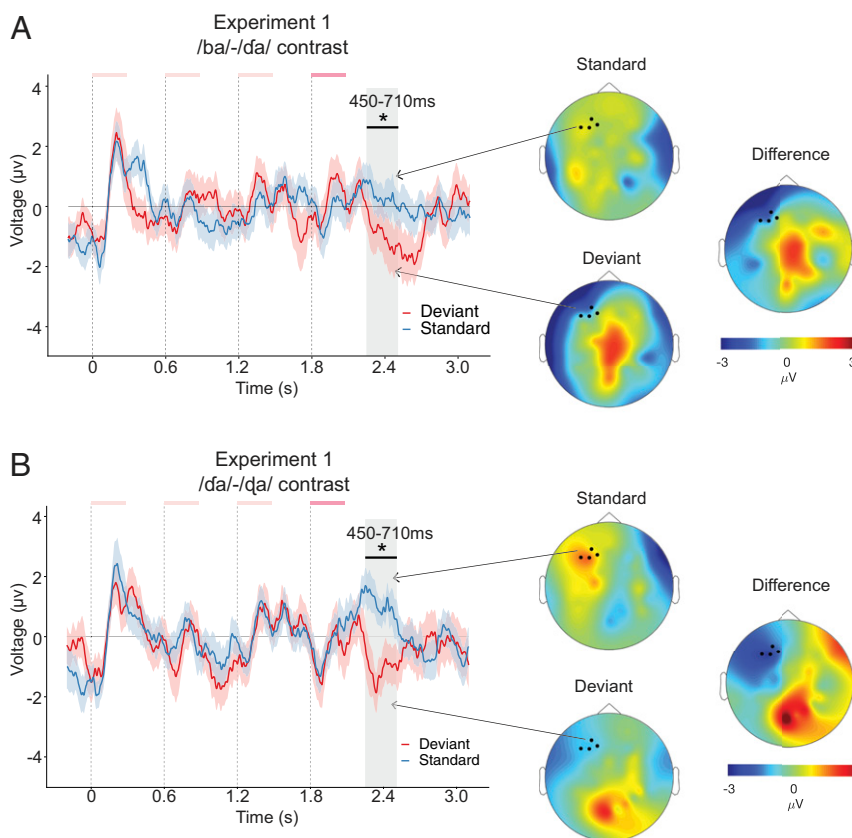 A
Experiment 1
/ba/-/ɗa/ contrast
4
2
0
-2
-4
Voltage (μv)
450-710ms
*
Deviant
Standard
0
0.6
1.2
1.8
2.4
3.0
Time (s)
Standard
Deviant
Difference
-3
0
3
μV
B
Experiment 1
/ɗa/-/ɖa/ contrast
4
2
0
-2
-4
Voltage (μv)
450-710ms
*
Deviant
Standard
0
0.6
1.2
1.8
2.4
3.0
Time (s)
Standard
Deviant
Difference
-3
0
μV